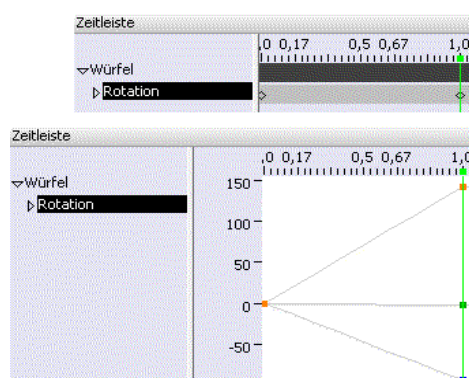 Zeitleiste
,0 0,17 0,5 0,67 1,0
Würfel
Rotation
Zeitleiste
,0 0,17 0,5 0,67 1,0
Würfel
Rotation
150
100
50
0
-50